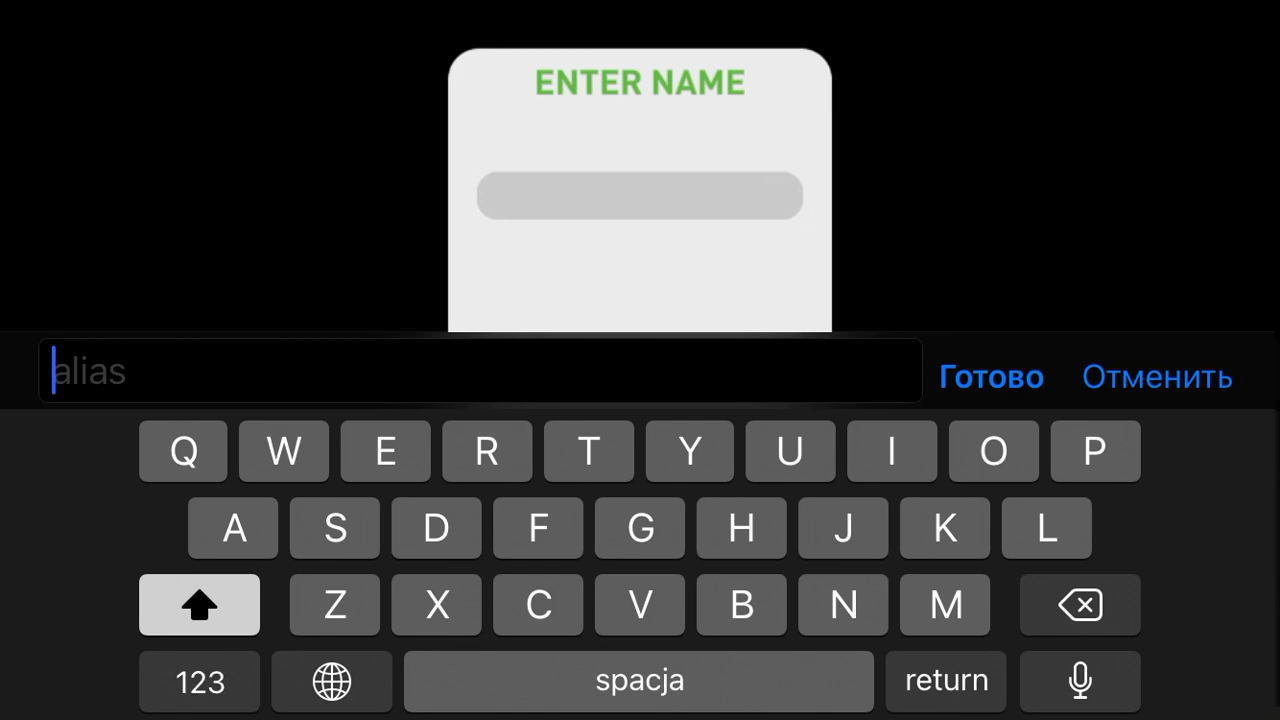 ENTER NAME
alias
Готово Отменить
Q W E R T Y U I O P
A S D F G H J K L
Z X C V B N M
123 spacja return